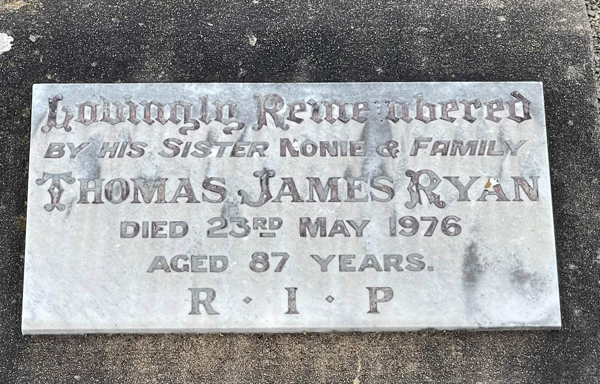 Lovingly Remembered
BY HIS SISTER NONIE & FAMILY
THOMAS JAMES RYAN
DIED 23RD MAY 1976
AGED 87 YEARS.
R · I · P